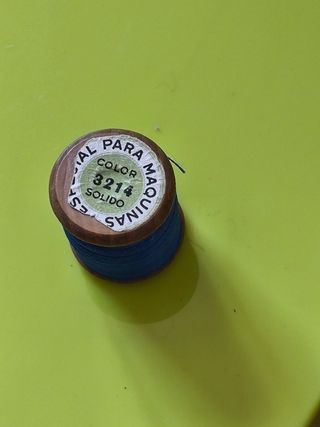 ESPECIAL PARA MAQUINAS
COLOR
3214
SOLIDO